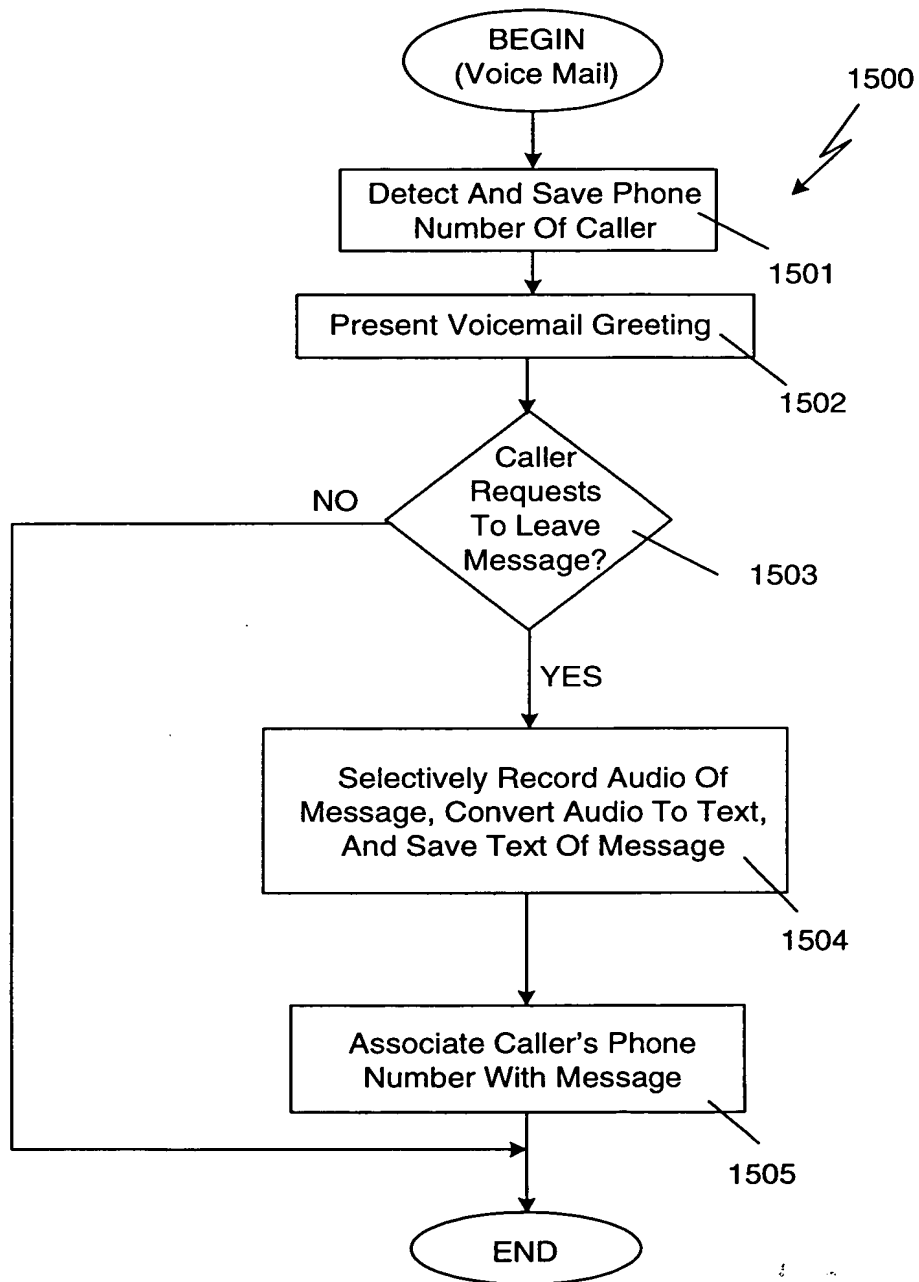 BEGIN
(Voice Mail)
1500
Detect And Save Phone
Number Of Caller
1501
Present Voicemail Greeting
1502
Caller
Requests
To Leave
Message?
NO
1503
YES
Selectively Record Audio Of
Message, Convert Audio To Text,
And Save Text Of Message
1504
Associate Caller's Phone
Number With Message
1505
END